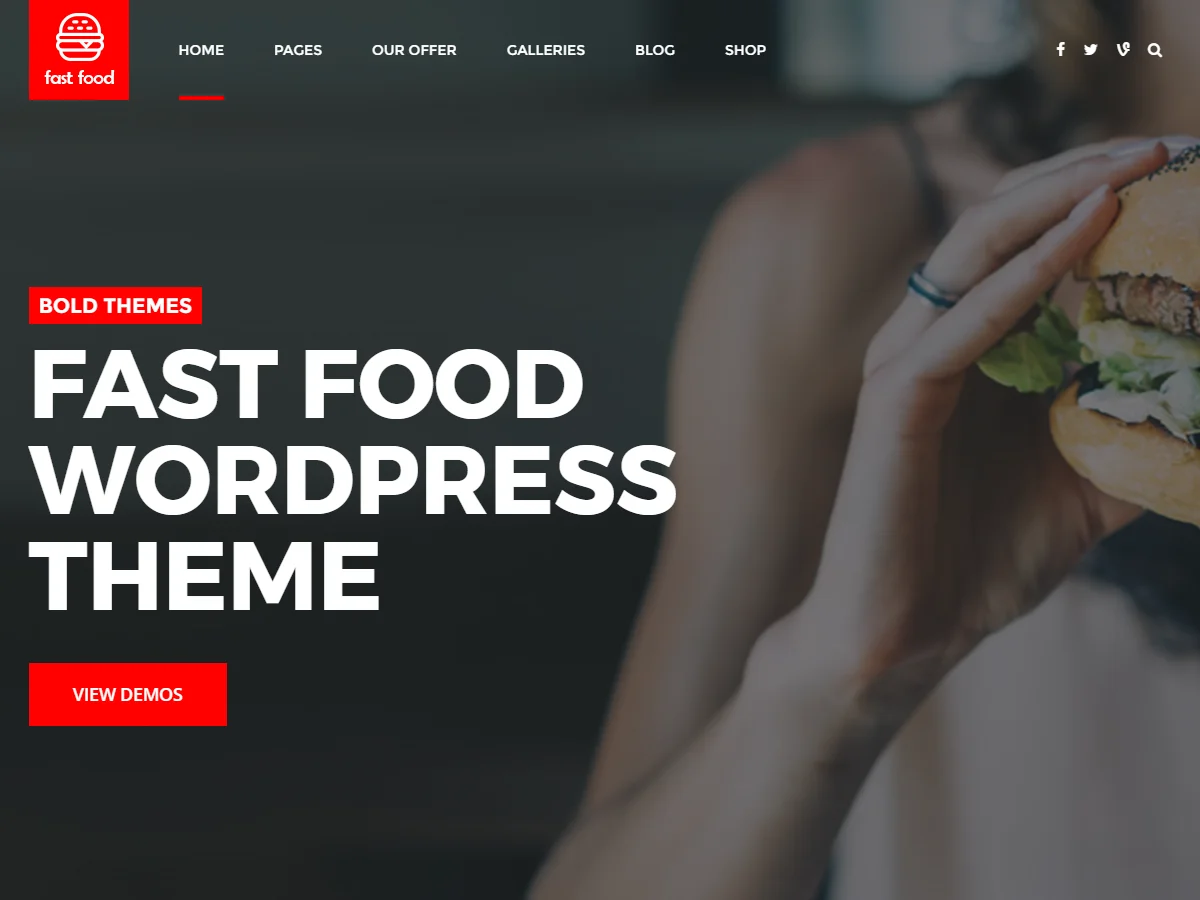 fast food
HOME PAGES OUR OFFER GALLERIES BLOG SHOP
BOLD THEMES
FAST FOOD
WORDPRESS
THEME
VIEW DEMOS